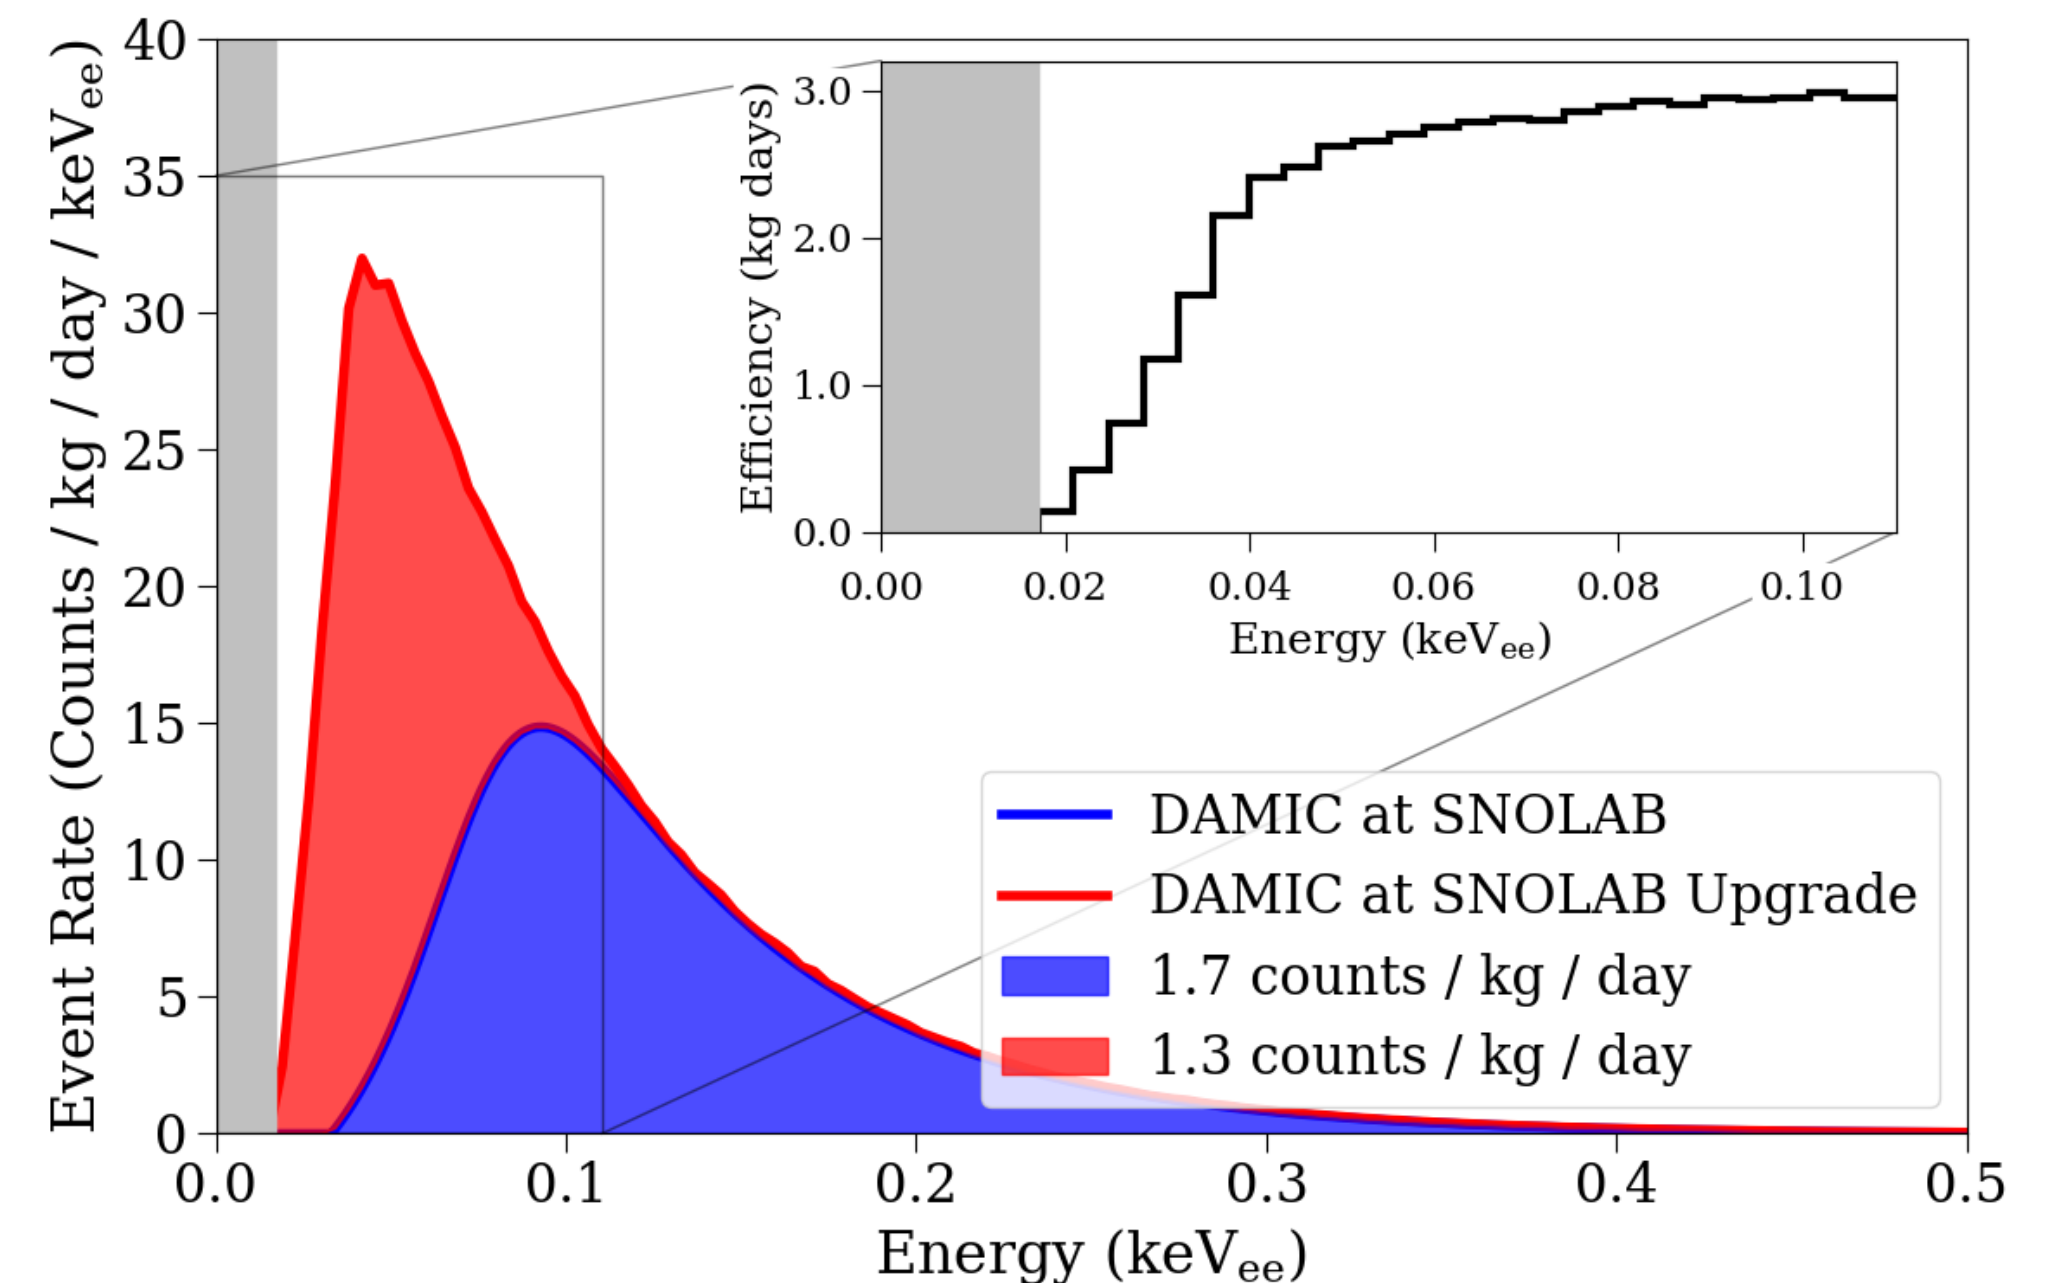 Event Rate (Counts / kg / day / keVee)
40
35
30
25
20
15
10
5
0
0.0 0.1 0.2 0.3 0.4 0.5
Energy (keVee)
Efficiency (kg days)
3.0
2.0
1.0
0.0
0.00 0.02 0.04 0.06 0.08 0.10
Energy (keVee)
DAMIC at SNOLAB
DAMIC at SNOLAB Upgrade
1.7 counts / kg / day
1.3 counts / kg / day